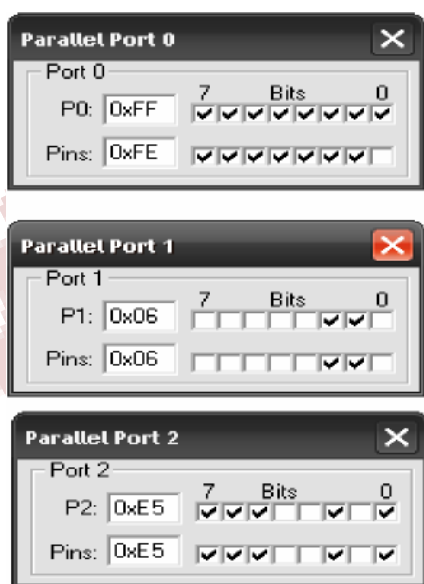 Parallel Port 0
Port 0
7 Bits 0
P0: 0xFF
Pins: 0xFE
Parallel Port 1
Port 1
7 Bits 0
P1: 0x06
Pins: 0x06
Parallel Port 2
Port 2
7 Bits 0
P2: 0xE5
Pins: 0xE5